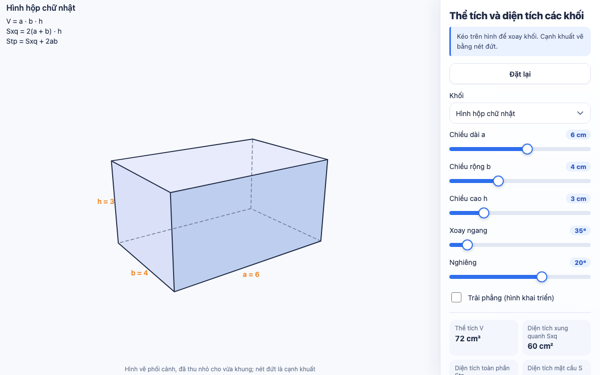 Hình hộp chữ nhật
V = a · b · h
Sxq = 2(a + b) · h
Stp = Sxq + 2ab
h = 3
b = 4
a = 6
Hình vẽ phối cảnh, đã thu nhỏ cho vừa khung; nét đứt là cạnh khuất
Thể tích và diện tích các khối
Kéo trên hình để xoay khối. Cạnh khuất vẽ
bằng nét đứt.
Đặt lại
Khối
Hình hộp chữ nhật
Chiều dài a 6 cm
Chiều rộng b 4 cm
Chiều cao h 3 cm
Xoay ngang 35°
Nghiêng 20°
Trải phẳng (hình khai triển)
Thể tích V
72 cm³
Diện tích xung
quanh Sxq
60 cm²
Diện tích toàn phần
Diện tích mặt cầu S